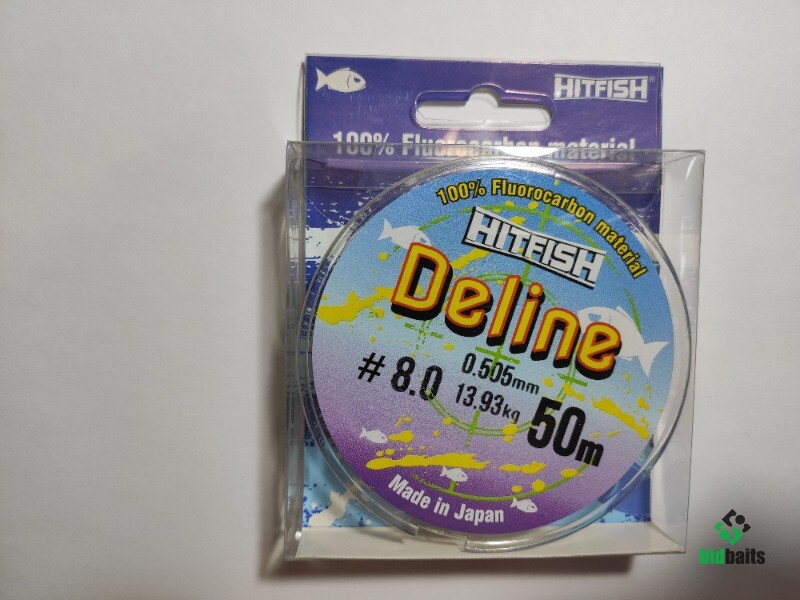 HITFISH®
100% Fluorocarbon material
100% Fluorocarbon material
HITFISH
Deline
# 8.0
0.505mm
13.93kg
50m
Made in Japan
bidbaits